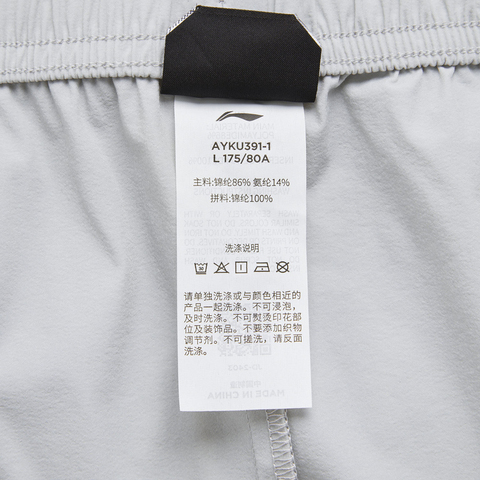 AYKU391-1
L 175/80A
主料:锦纶86% 氨纶14%
拼料:锦纶100%
洗涤说明
请单独洗涤或与颜色相近的
产品一起洗涤。不可浸泡，
及时洗涤。不可熨烫印花部
位及装饰品。不要添加织物
调节剂。不可搓洗，请反面
洗涤。
MADE IN CHINA